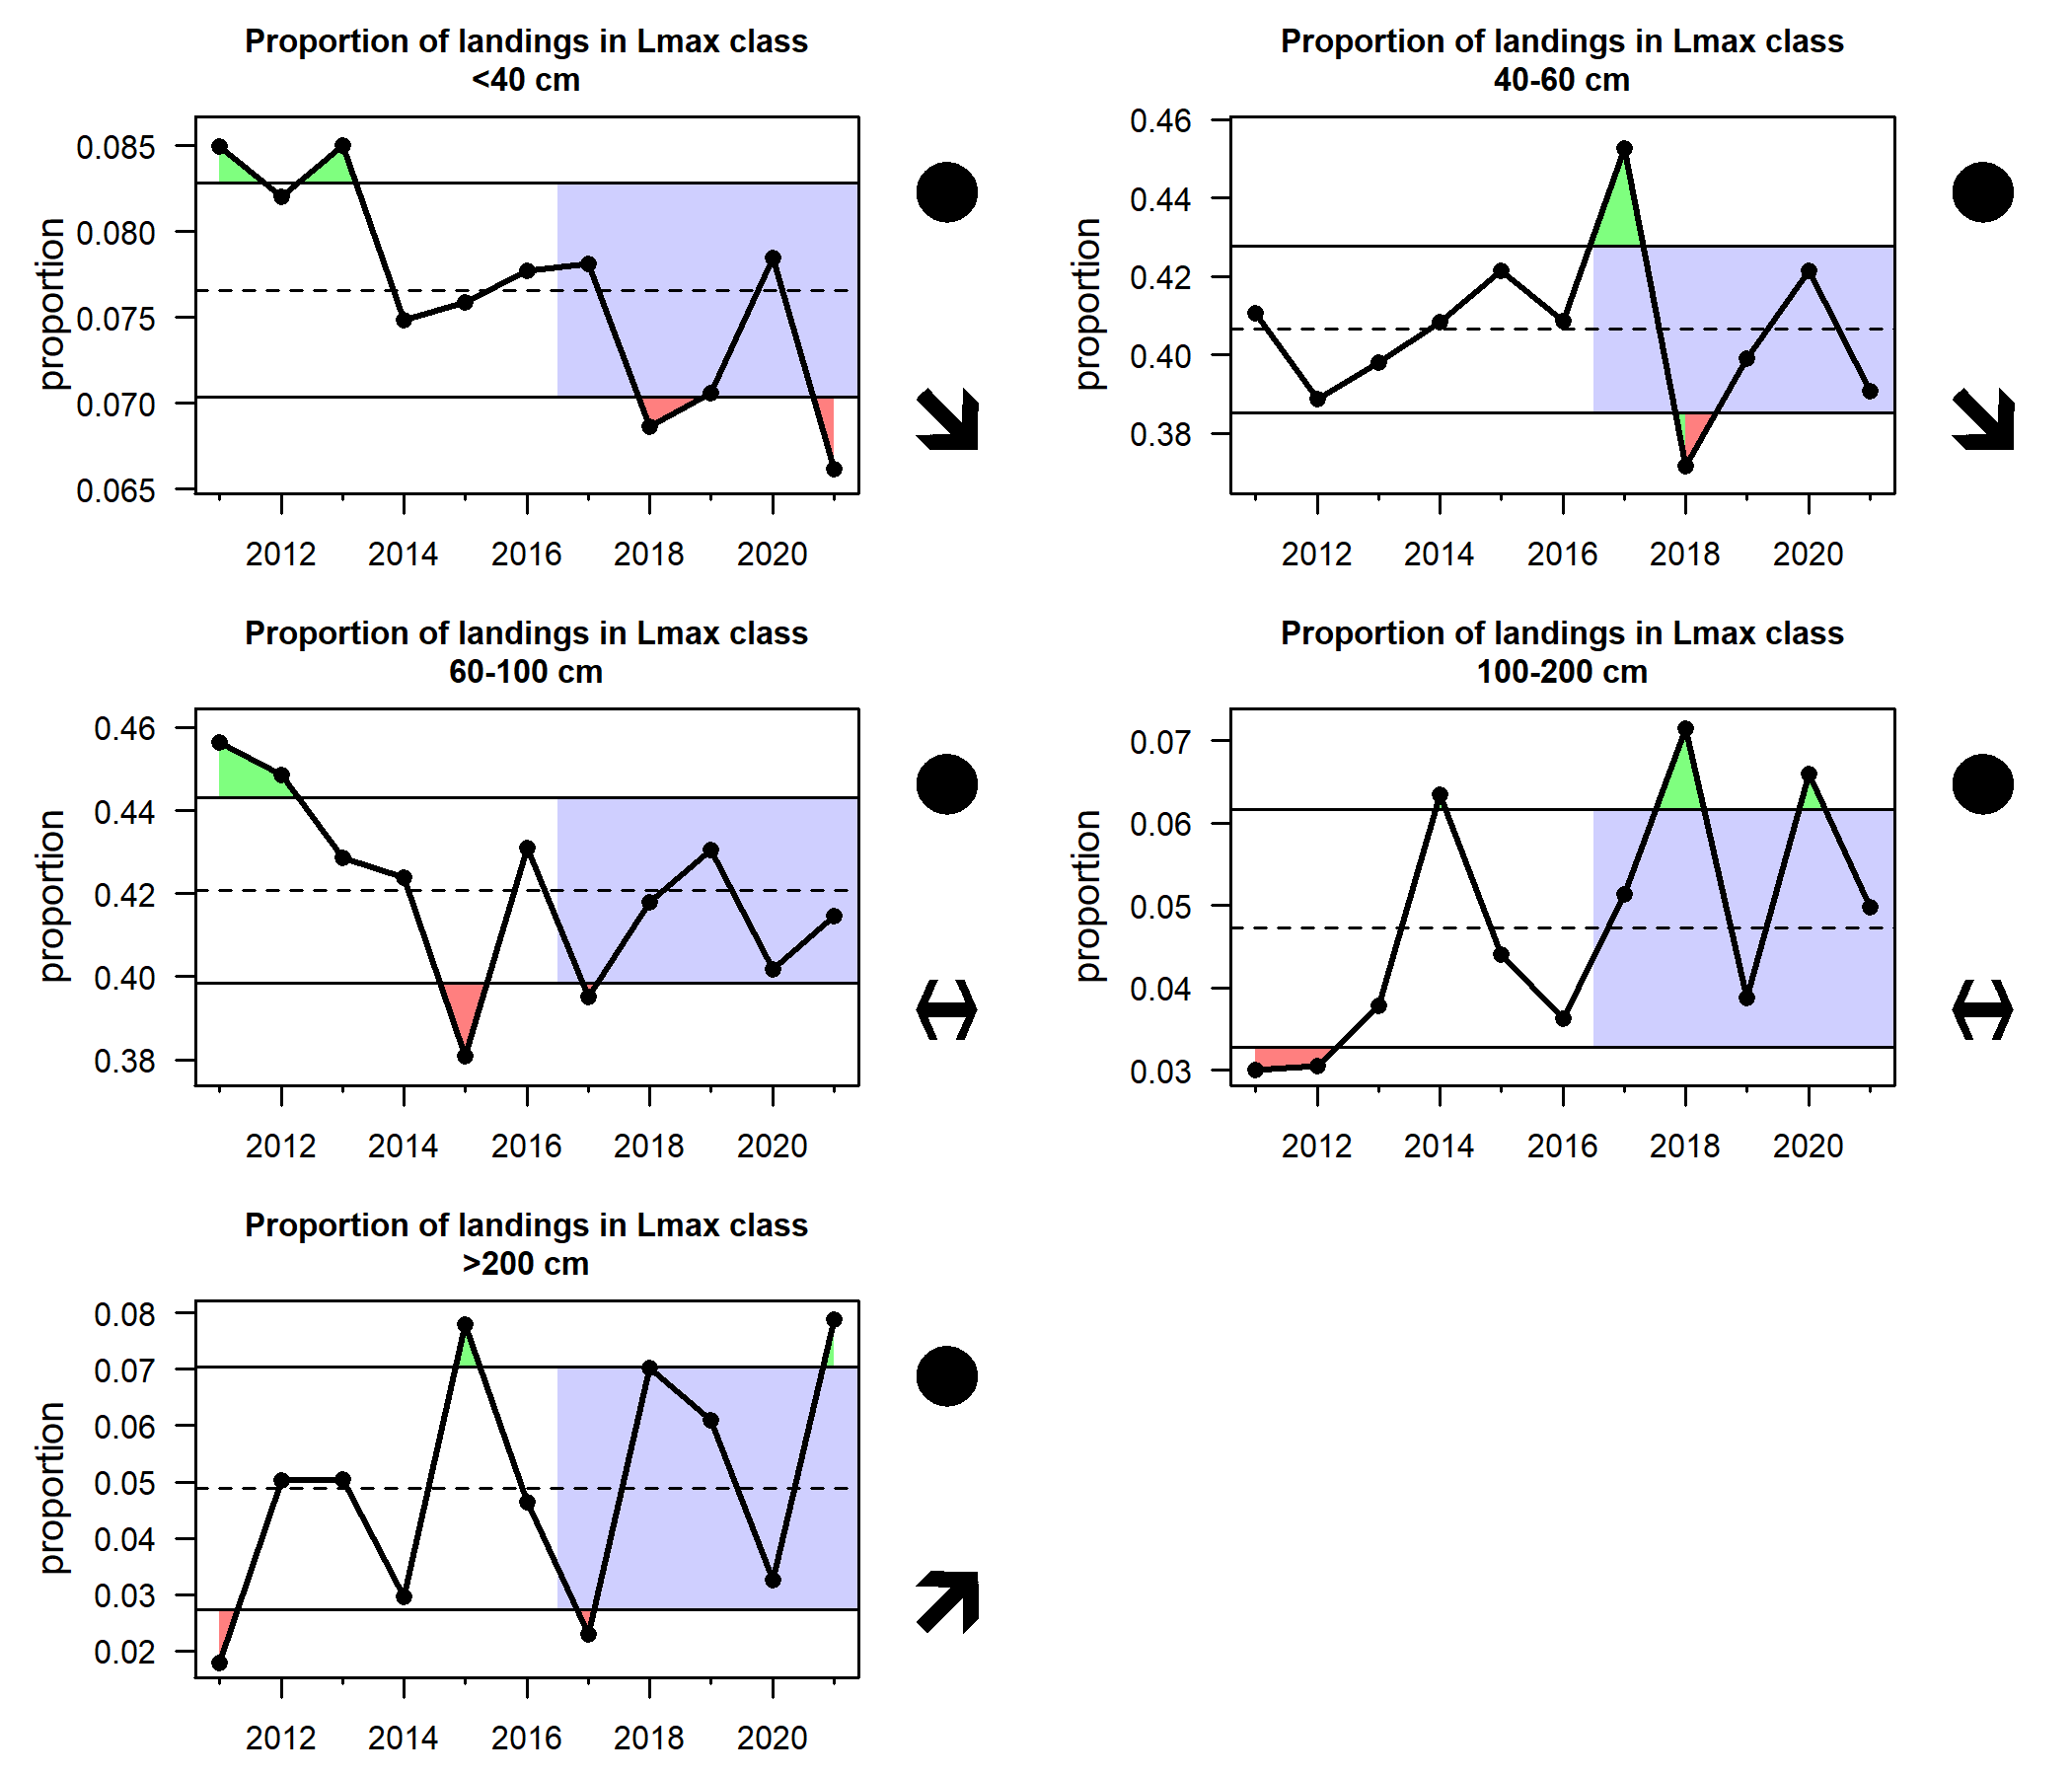 Proportion of landings in Lmax class
<40 cm
proportion
0.085
0.080
0.075
0.070
0.065
2012 2014 2016 2018 2020
Proportion of landings in Lmax class
40-60 cm
proportion
0.46
0.44
0.42
0.40
0.38
2012 2014 2016 2018 2020
Proportion of landings in Lmax class
60-100 cm
proportion
0.46
0.44
0.42
0.40
0.38
2012 2014 2016 2018 2020
Proportion of landings in Lmax class
100-200 cm
proportion
0.07
0.06
0.05
0.04
0.03
2012 2014 2016 2018 2020
Proportion of landings in Lmax class
>200 cm
proportion
0.08
0.07
0.06
0.05
0.04
0.03
0.02
2012 2014 2016 2018 2020